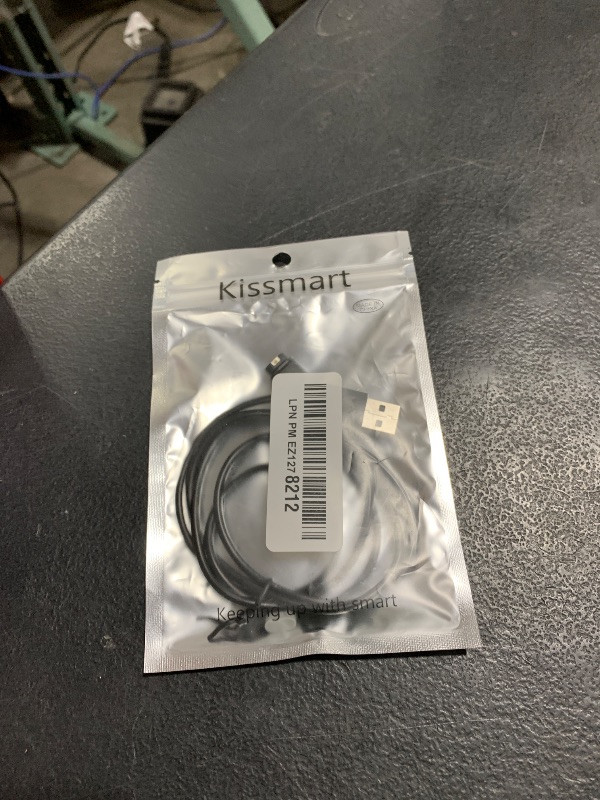 Kissmart
LPN PM EZ127 8212
Keeping up with smart